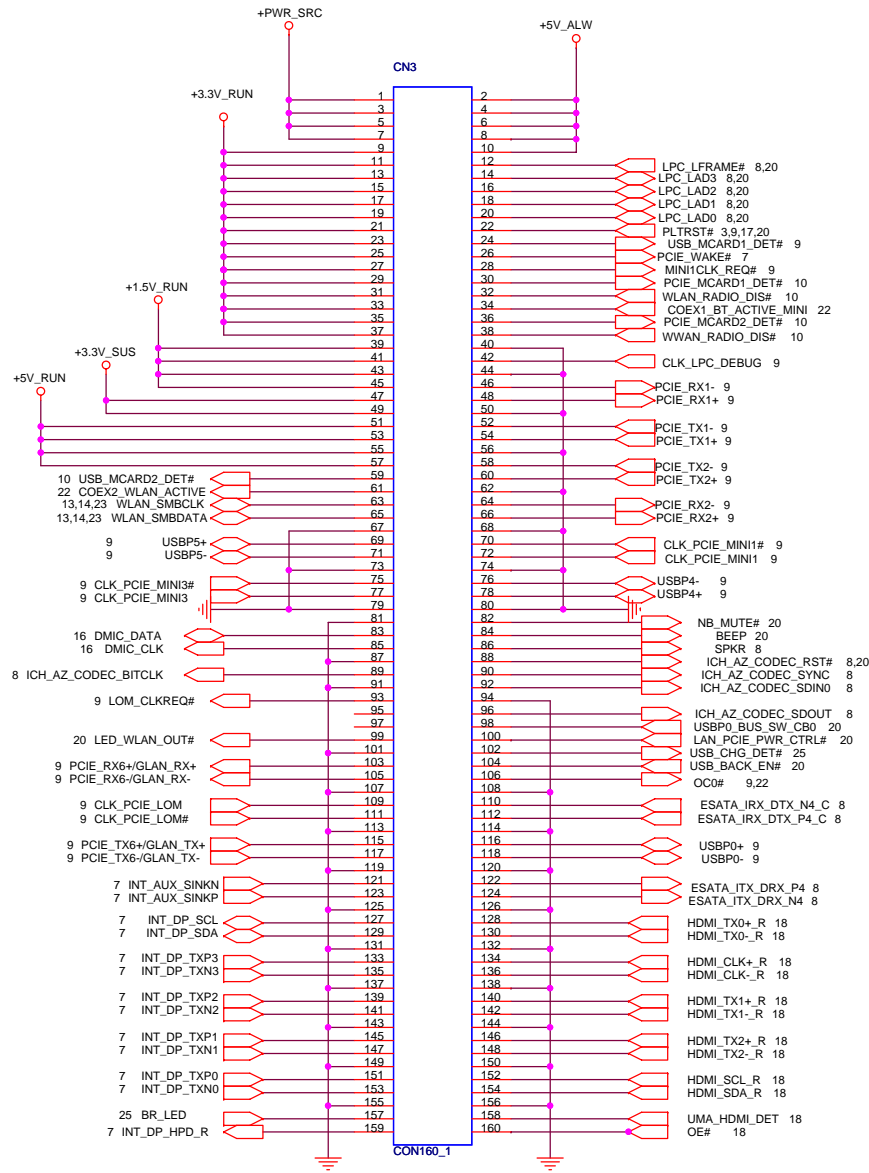 +PWR_SRC
+5V_ALW
CN3
+3.3V_RUN
+1.5V_RUN
+3.3V_SUS
+5V_RUN
1 2
3 4
5 6
7 8
9 10
11 12 LPC_LFRAME# 8,20
13 14 LPC_LAD3 8,20
15 16 LPC_LAD2 8,20
17 18 LPC_LAD1 8,20
19 20 LPC_LAD0 8,20
21 22 PLTRST# 3,9,17,20
23 24 USB_MCARD1_DET# 9
25 26 PCIE_WAKE# 7
27 28 MINI1CLK_REQ# 9
29 30 PCIE_MCARD1_DET# 10
31 32 WLAN_RADIO_DIS# 10
33 34 COEX1_BT_ACTIVE_MINI 22
35 36 PCIE_MCARD2_DET# 10
37 38 WWAN_RADIO_DIS# 10
39 40
41 42 CLK_LPC_DEBUG 9
43 44
45 46 PCIE_RX1- 9
47 48 PCIE_RX1+ 9
49 50
51 52 PCIE_TX1- 9
53 54 PCIE_TX1+ 9
55 56
57 58 PCIE_TX2- 9
10 USB_MCARD2_DET# 59 60 PCIE_TX2+ 9
22 COEX2_WLAN_ACTIVE 61 62
13,14,23 WLAN_SMBCLK 63 64 PCIE_RX2- 9
13,14,23 WLAN_SMBDATA 65 66 PCIE_RX2+ 9
67 68
9 USBP5+ 69 70 CLK_PCIE_MINI1# 9
9 USBP5- 71 72 CLK_PCIE_MINI1 9
73 74
9 CLK_PCIE_MINI3# 75 76 USBP4- 9
9 CLK_PCIE_MINI3 77 78 USBP4+ 9
79 80
81 82 NB_MUTE# 20
16 DMIC_DATA 83 84 BEEP 20
16 DMIC_CLK 85 86 SPKR 8
87 88 ICH_AZ_CODEC_RST# 8,20
8 ICH_AZ_CODEC_BITCLK 89 90 ICH_AZ_CODEC_SYNC 8
91 92 ICH_AZ_CODEC_SDIN0 8
9 LOM_CLKREQ# 93 94
95 96 ICH_AZ_CODEC_SDOUT 8
97 98 USBP0_BUS_SW_CB0 20
20 LED_WLAN_OUT# 99 100 LAN_PCIE_PWR_CTRL# 20
101 102 USB_CHG_DET# 25
9 PCIE_RX6+/GLAN_RX+ 103 104 USB_BACK_EN# 20
9 PCIE_RX6-/GLAN_RX- 105 106 OC0# 9,22
107 108
9 CLK_PCIE_LOM 109 110 ESATA_IRX_DTX_N4_C 8
9 CLK_PCIE_LOM# 111 112 ESATA_IRX_DTX_P4_C 8
113 114
9 PCIE_TX6+/GLAN_TX+ 115 116 USBP0+ 9
9 PCIE_TX6-/GLAN_TX- 117 118 USBP0- 9
119 120
7 INT_AUX_SINKN 121 122 ESATA_ITX_DRX_P4 8
7 INT_AUX_SINKP 123 124 ESATA_ITX_DRX_N4 8
125 126
7 INT_DP_SCL 127 128 HDMI_TX0+_R 18
7 INT_DP_SDA 129 130 HDMI_TX0-_R 18
131 132
7 INT_DP_TXP3 133 134 HDMI_CLK+_R 18
7 INT_DP_TXN3 135 136 HDMI_CLK-_R 18
137 138
7 INT_DP_TXP2 139 140 HDMI_TX1+_R 18
7 INT_DP_TXN2 141 142 HDMI_TX1-_R 18
143 144
7 INT_DP_TXP1 145 146 HDMI_TX2+_R 18
7 INT_DP_TXN1 147 148 HDMI_TX2-_R 18
149 150
7 INT_DP_TXP0 151 152 HDMI_SCL_R 18
7 INT_DP_TXN0 153 154 HDMI_SDA_R 18
155 156
25 BR_LED 157 158 UMA_HDMI_DET 18
7 INT_DP_HPD_R 159 160 OE# 18
CON160_1